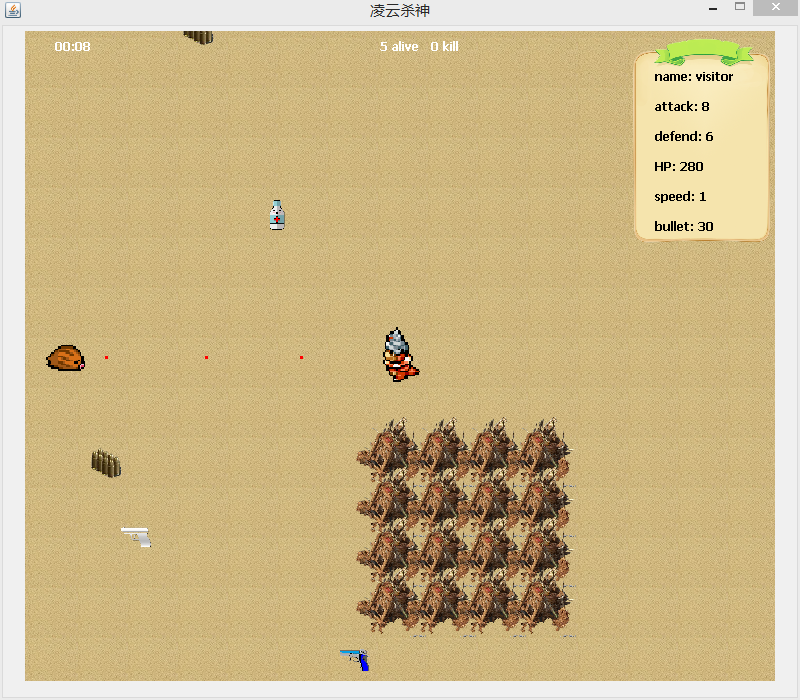 凌云杀神
00:08
5 alive 0 kill
name: visitor
attack: 8
defend: 6
HP: 280
speed: 1
bullet: 30